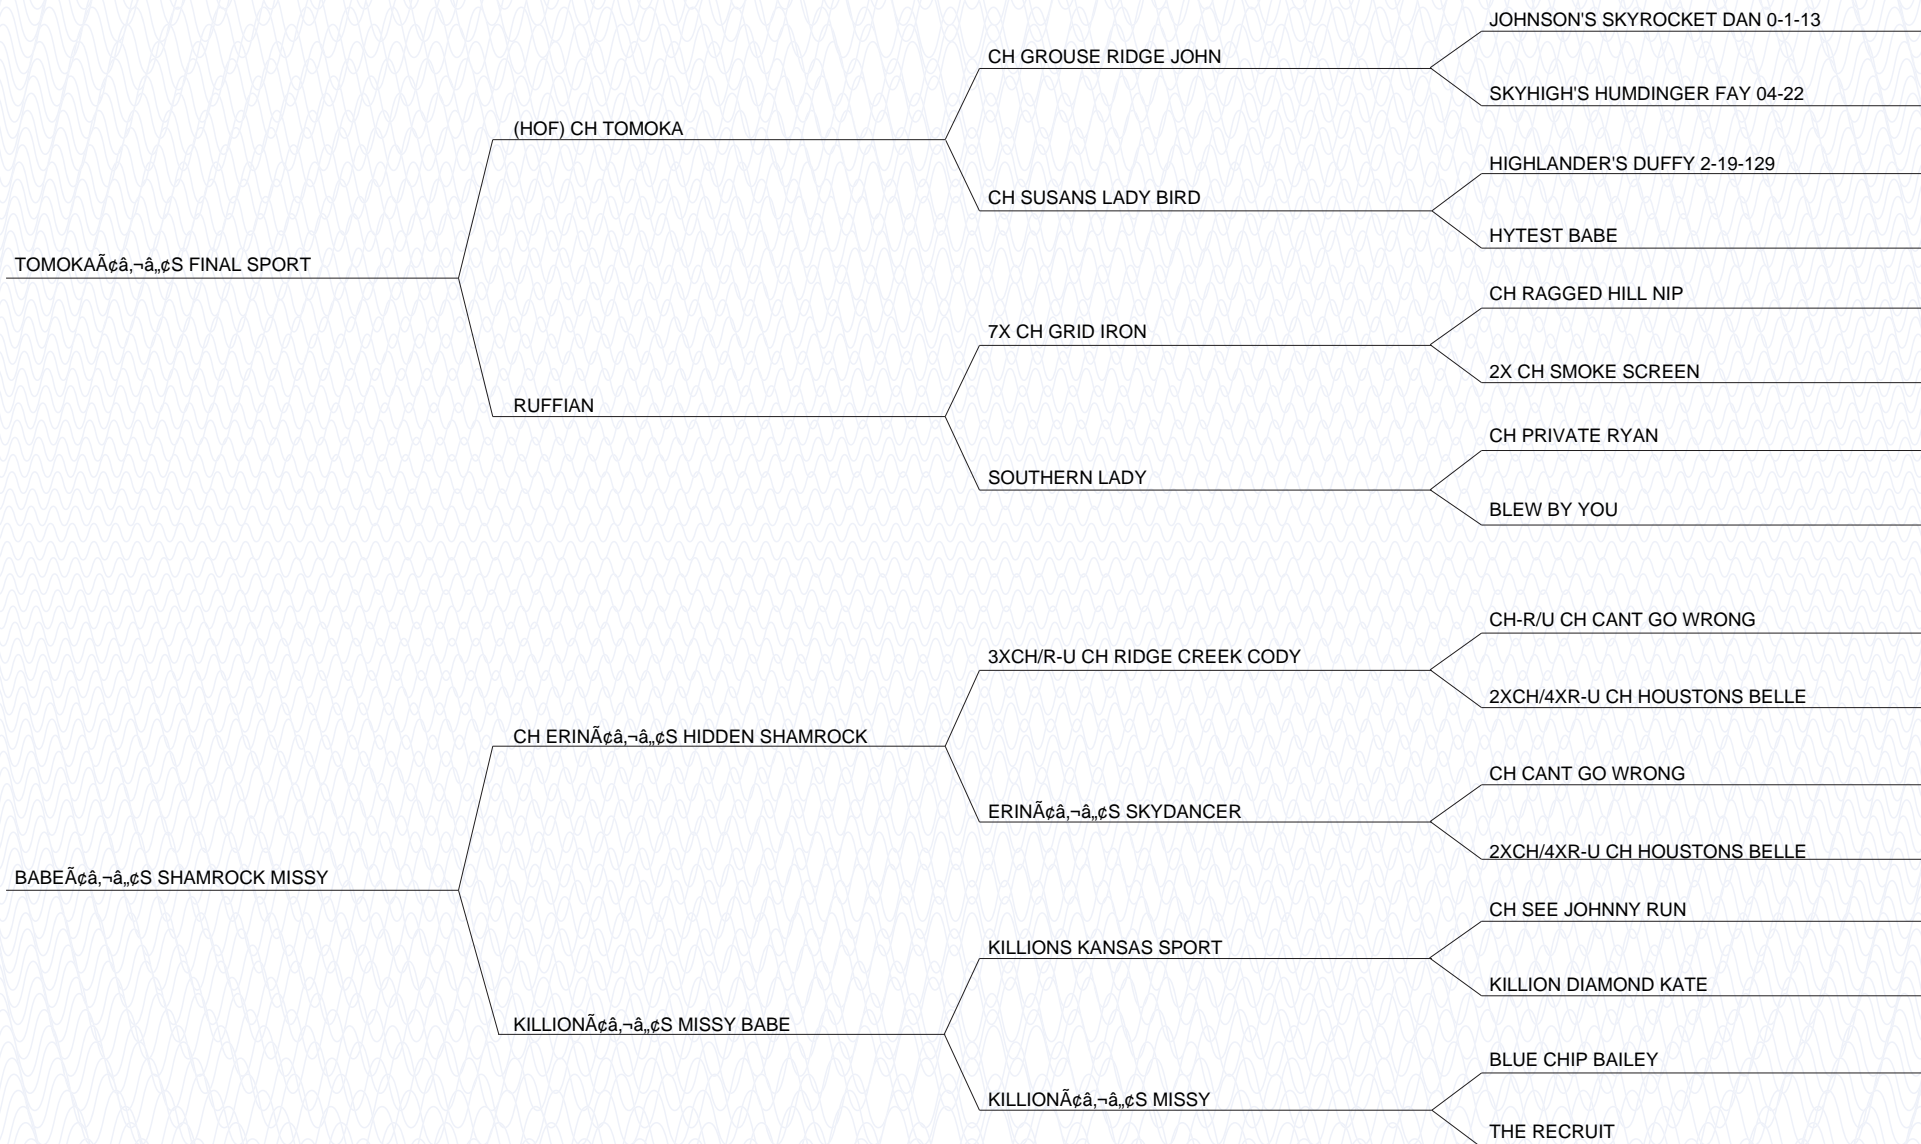 JOHNSON'S SKYROCKET DAN 0-1-13
CH GROUSE RIDGE JOHN
SKYHIGH'S HUMDINGER FAY 04-22
(HOF) CH TOMOKA
HIGHLANDER'S DUFFY 2-19-129
CH SUSANS LADY BIRD
HYTEST BABE
TOMOKAÃ¢â‚¬â„¢S FINAL SPORT
CH RAGGED HILL NIP
7X CH GRID IRON
2X CH SMOKE SCREEN
RUFFIAN
CH PRIVATE RYAN
SOUTHERN LADY
BLEW BY YOU
CH-R/U CH CANT GO WRONG
3XCH/R-U CH RIDGE CREEK CODY
2XCH/4XR-U CH HOUSTONS BELLE
CH ERINÃ¢â‚¬â„¢S HIDDEN SHAMROCK
CH CANT GO WRONG
ERINÃ¢â‚¬â„¢S SKYDANCER
2XCH/4XR-U CH HOUSTONS BELLE
BABEÃ¢â‚¬â„¢S SHAMROCK MISSY
CH SEE JOHNNY RUN
KILLIONS KANSAS SPORT
KILLION DIAMOND KATE
KILLIONÃ¢â‚¬â„¢S MISSY BABE
BLUE CHIP BAILEY
KILLIONÃ¢â‚¬â„¢S MISSY
THE RECRUIT